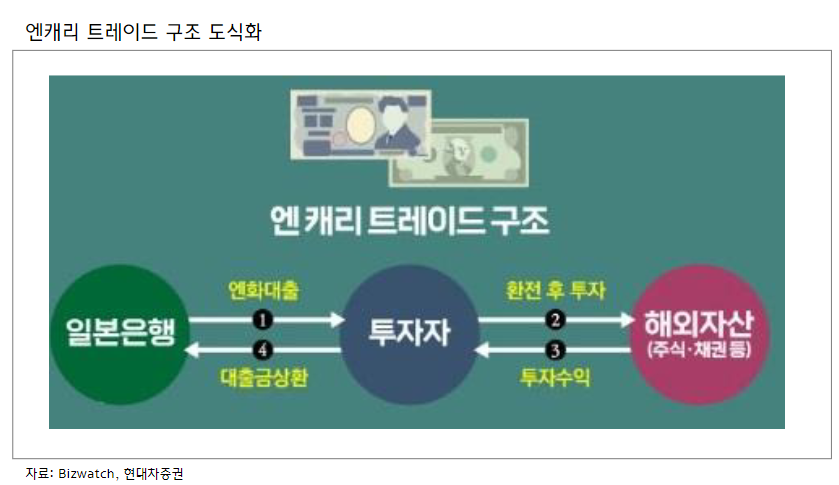 엔캐리 트레이드 구조 도식화
엔 캐리 트레이드 구조
엔화대출
환전 후 투자
1
2
일본은행
투자자
해외자산
(주식·채권 등)
4
3
대출금상환
투자수익
자료: Bizwatch, 현대차증권